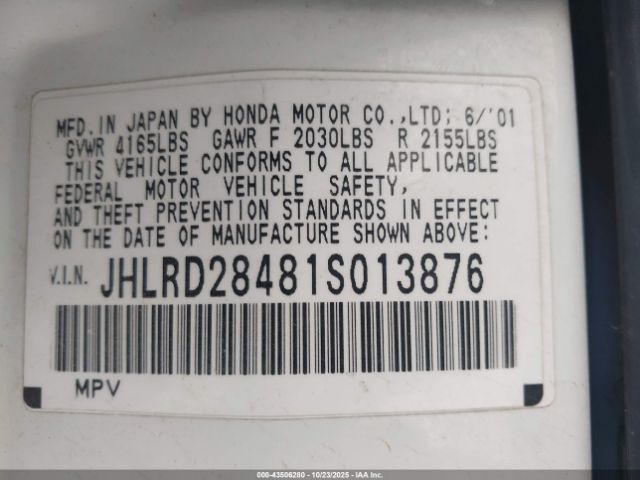 MFD. IN JAPAN BY HONDA MOTOR CO.,LTD; 6/'01
GVWR 4165LBS GAWR F 2030LBS R 2155LBS
THIS VEHICLE CONFORMS TO ALL APPLICABLE
FEDERAL MOTOR VEHICLE SAFETY,
AND THEFT PREVENTION STANDARDS IN EFFECT
ON THE DATE OF MANUFACTURE SHOWN ABOVE:
V.I.N. JHLRD28481S013876
MPV
000-43506280 - 10/23/2025 - IAA Inc.